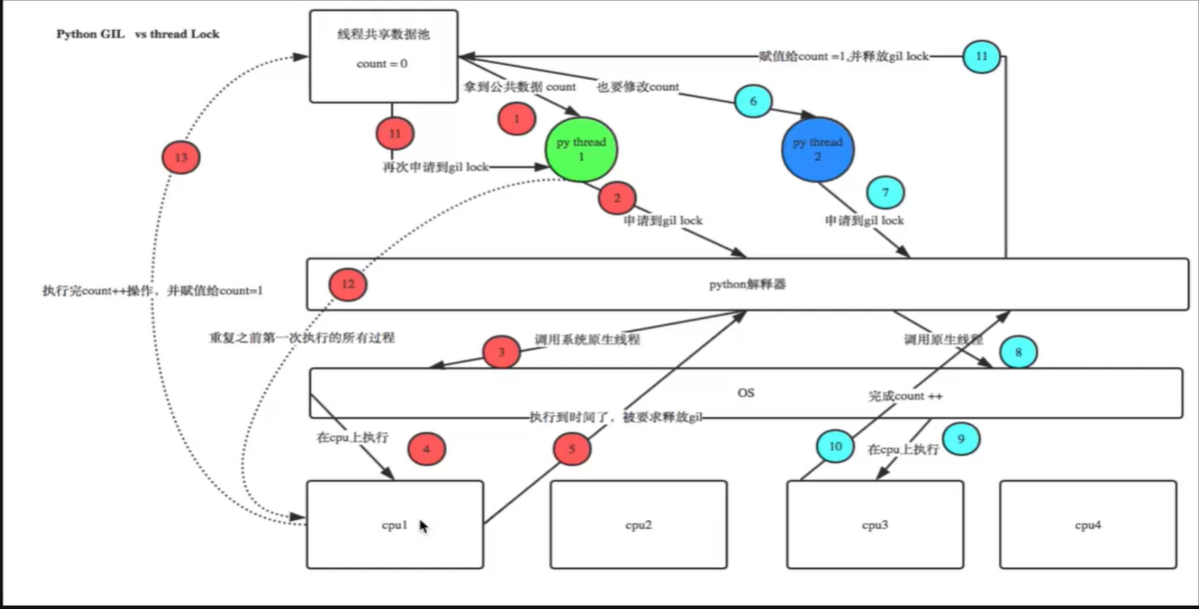 Python GIL vs thread Lock
线程共享数据池
count = 0
赋值给count =1,并释放gil lock
11
拿到公共数据 count
也要修改count
6
1
11
py thread
1
py thread
2
13
再次申请到gil lock
2
7
申请到gil lock
申请到gil lock
12
python解释器
执行完count++操作，并赋值给count=1
重复之前第一次执行的所有过程
3
调用系统原生线程
调用原生线程
8
OS
完成count ++
执行到时间了，被要求释放gil
在cpu上执行
4
5
10
在cpu上执行
9
cpu1
cpu2
cpu3
cpu4